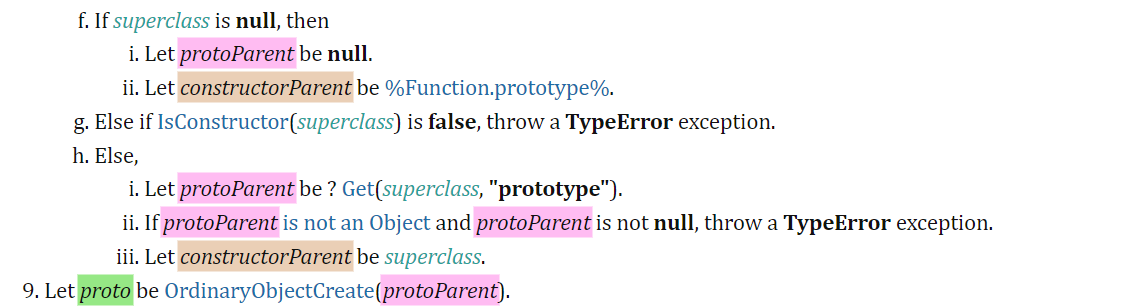 f. If superclass is null, then
i. Let protoParent be null.
ii. Let constructorParent be %Function.prototype%.
g. Else if IsConstructor(superclass) is false, throw a TypeError exception.
h. Else,
i. Let protoParent be ? Get(superclass, "prototype").
ii. If protoParent is not an Object and protoParent is not null, throw a TypeError exception.
iii. Let constructorParent be superclass.
9. Let proto be OrdinaryObjectCreate(protoParent).